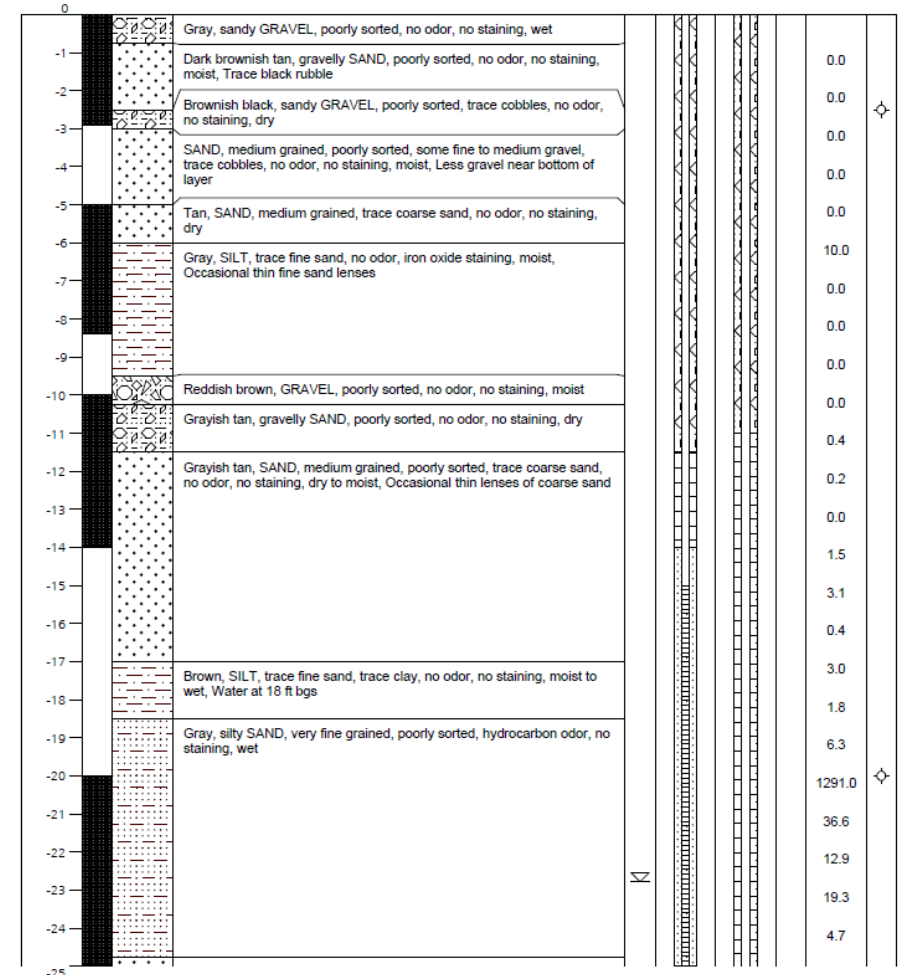 0
Gray, sandy GRAVEL, poorly sorted, no odor, no staining, wet
-1
Dark brownish tan, gravelly SAND, poorly sorted, no odor, no staining,
moist, Trace black rubble
0.0
-2
0.0
Brownish black, sandy GRAVEL, poorly sorted, trace cobbles, no odor,
no staining, dry
-3
0.0
SAND, medium grained, poorly sorted, some fine to medium gravel,
trace cobbles, no odor, no staining, moist, Less gravel near bottom of
layer
-4
0.0
-5
0.0
Tan, SAND, medium grained, trace coarse sand, no odor, no staining,
dry
-6
10.0
Gray, SILT, trace fine sand, no odor, iron oxide staining, moist,
Occasional thin fine sand lenses
-7
0.0
-8
0.0
-9
0.0
Reddish brown, GRAVEL, poorly sorted, no odor, no staining, moist
-10
0.0
Grayish tan, gravelly SAND, poorly sorted, no odor, no staining, dry
-11
0.4
Grayish tan, SAND, medium grained, poorly sorted, trace coarse sand,
no odor, no staining, dry to moist, Occasional thin lenses of coarse sand
-12
0.2
-13
0.0
-14
1.5
-15
3.1
-16
0.4
-17
3.0
Brown, SILT, trace fine sand, trace clay, no odor, no staining, moist to
wet, Water at 18 ft bgs
-18
1.8
Gray, silty SAND, very fine grained, poorly sorted, hydrocarbon odor, no
staining, wet
-19
6.3
-20
1291.0
-21
36.6
-22
12.9
-23
19.3
-24
4.7
-25